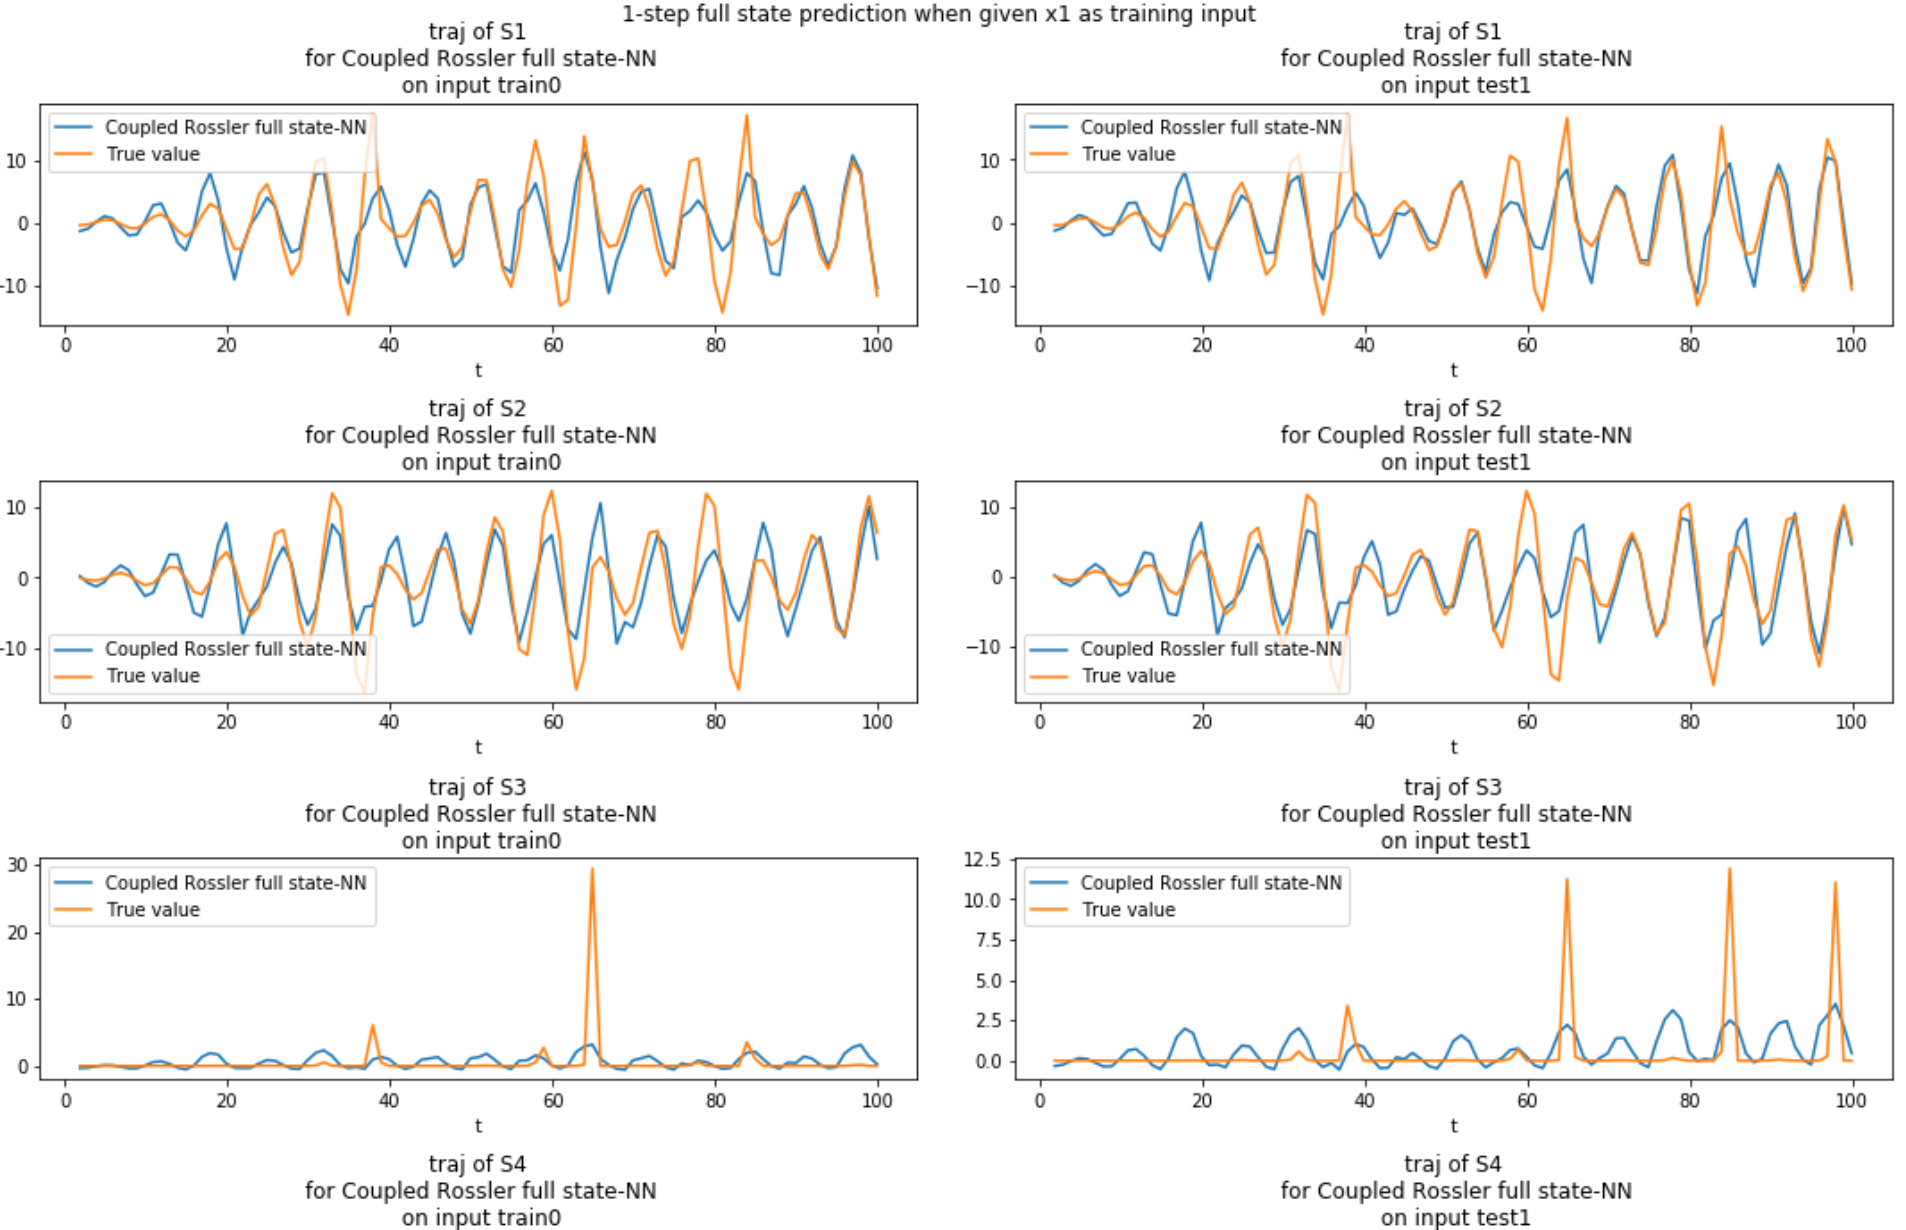 1-step full state prediction when given x1 as training input
traj of S1
for Coupled Rossler full state-NN
on input train0
Coupled Rossler full state-NN
True value
10
0
−10
0 20 40 60 80 100
t
traj of S1
for Coupled Rossler full state-NN
on input test1
Coupled Rossler full state-NN
True value
10
0
−10
0 20 40 60 80 100
t
traj of S2
for Coupled Rossler full state-NN
on input train0
10
0
−10
Coupled Rossler full state-NN
True value
0 20 40 60 80 100
t
traj of S2
for Coupled Rossler full state-NN
on input test1
10
0
−10
Coupled Rossler full state-NN
True value
0 20 40 60 80 100
t
traj of S3
for Coupled Rossler full state-NN
on input train0
30
Coupled Rossler full state-NN
True value
20
10
0
0 20 40 60 80 100
t
traj of S3
for Coupled Rossler full state-NN
on input test1
12.5
Coupled Rossler full state-NN
True value
10.0
7.5
5.0
2.5
0.0
0 20 40 60 80 100
t
traj of S4
for Coupled Rossler full state-NN
on input train0
traj of S4
for Coupled Rossler full state-NN
on input test1